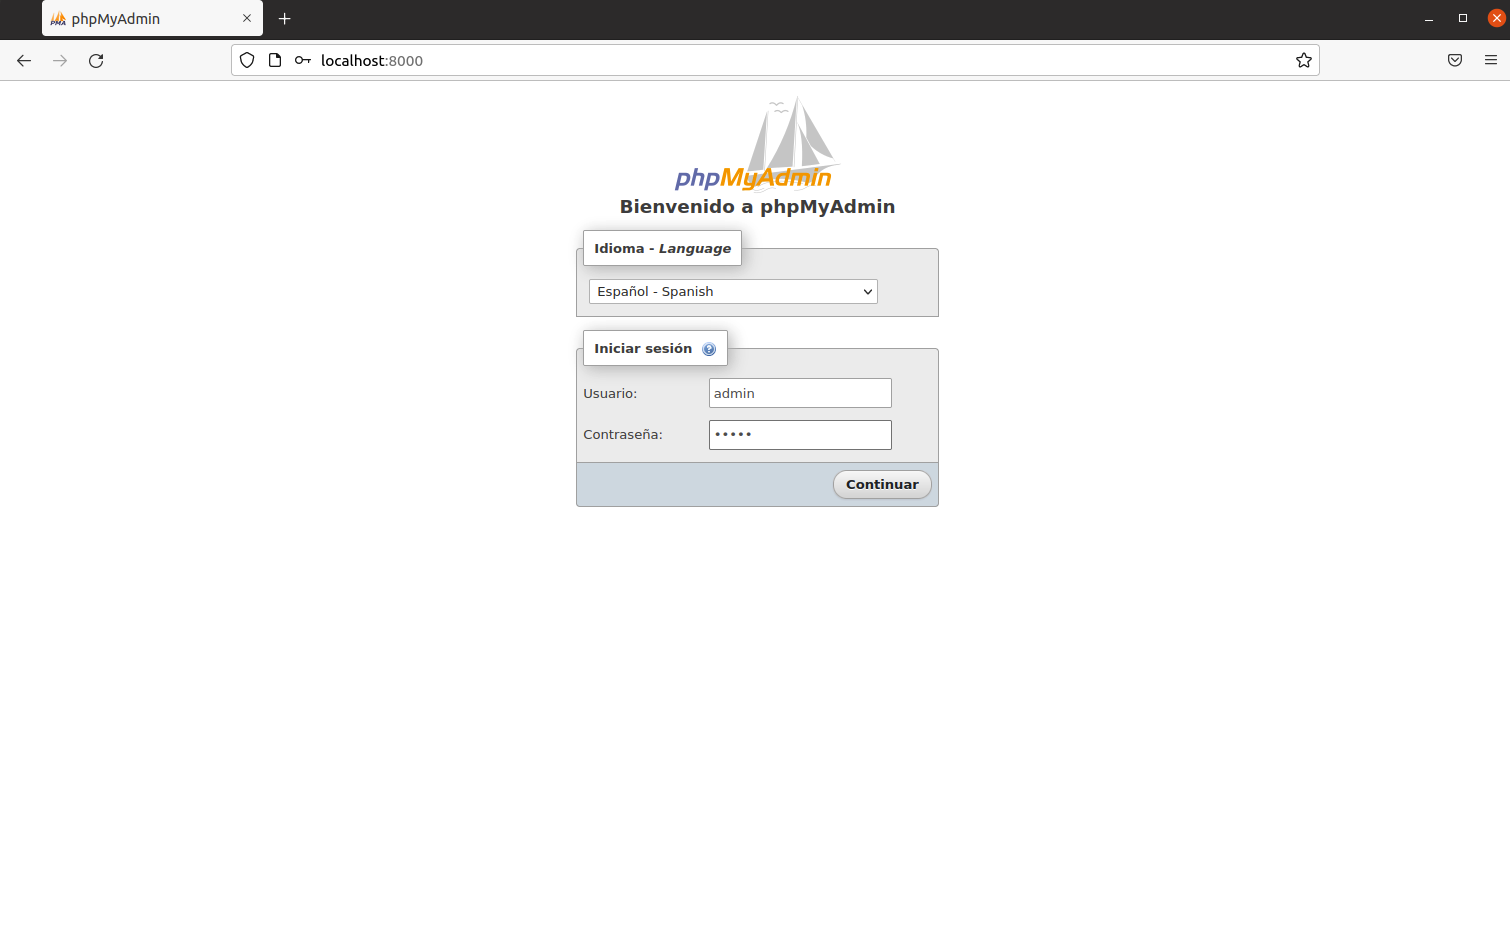 phpMyAdmin
localhost:8000
phpMyAdmin
Bienvenido a phpMyAdmin
Idioma - Language
Español - Spanish
Iniciar sesión
Usuario: admin
Contraseña: •••••
Continuar